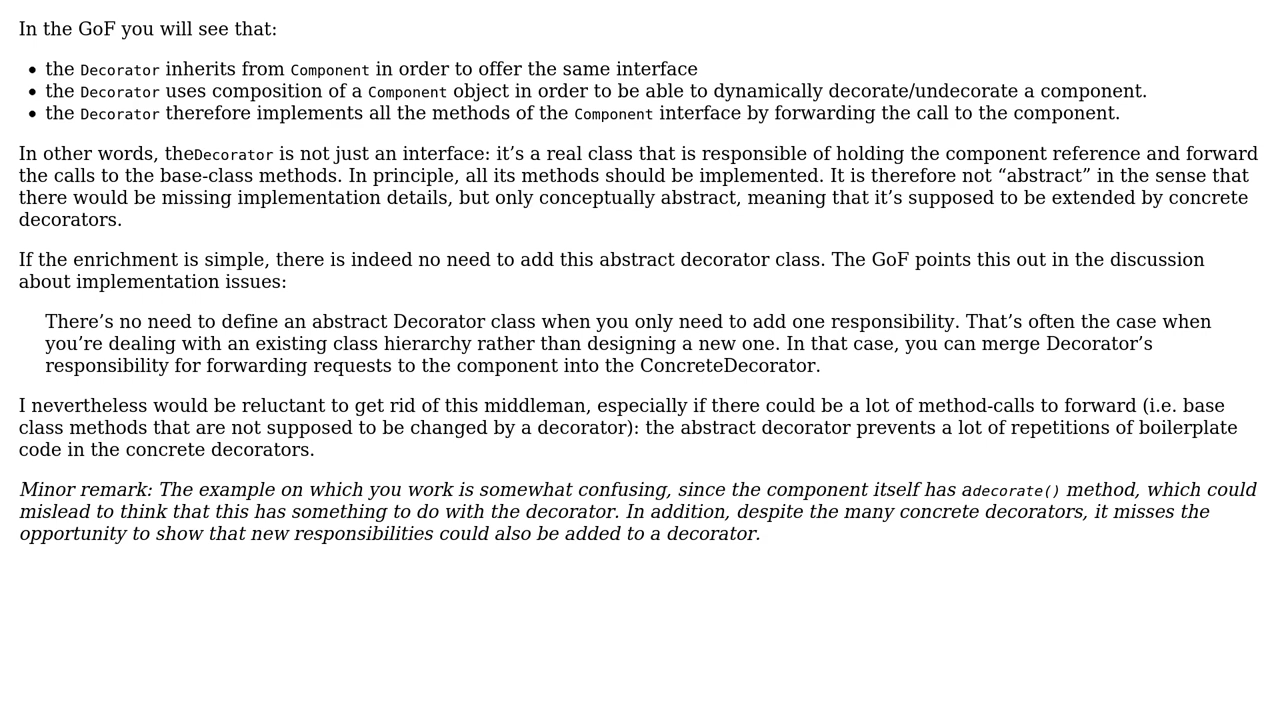 In the GoF you will see that:
• the Decorator inherits from Component in order to offer the same interface
• the Decorator uses composition of a Component object in order to be able to dynamically decorate/undecorate a component.
• the Decorator therefore implements all the methods of the Component interface by forwarding the call to the component.
In other words, theDecorator is not just an interface: it’s a real class that is responsible of holding the component reference and forward
the calls to the base-class methods. In principle, all its methods should be implemented. It is therefore not “abstract” in the sense that
there would be missing implementation details, but only conceptually abstract, meaning that it’s supposed to be extended by concrete
decorators.
If the enrichment is simple, there is indeed no need to add this abstract decorator class. The GoF points this out in the discussion
about implementation issues:
There’s no need to define an abstract Decorator class when you only need to add one responsibility. That’s often the case when
you’re dealing with an existing class hierarchy rather than designing a new one. In that case, you can merge Decorator’s
responsibility for forwarding requests to the component into the ConcreteDecorator.
I nevertheless would be reluctant to get rid of this middleman, especially if there could be a lot of method-calls to forward (i.e. base
class methods that are not supposed to be changed by a decorator): the abstract decorator prevents a lot of repetitions of boilerplate
code in the concrete decorators.
Minor remark: The example on which you work is somewhat confusing, since the component itself has adecorate() method, which could
mislead to think that this has something to do with the decorator. In addition, despite the many concrete decorators, it misses the
opportunity to show that new responsibilities could also be added to a decorator.